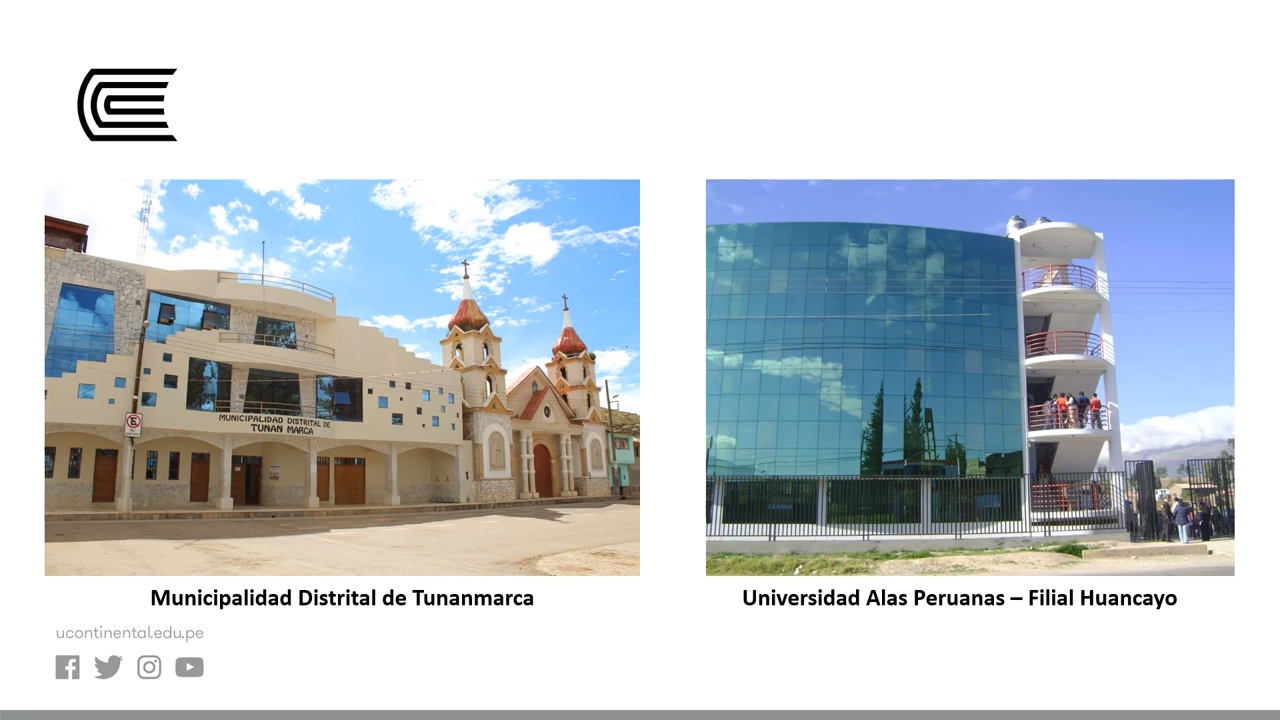 MUNICIPALIDAD DISTRITAL DE
TUNAN MARCA
Municipalidad Distrital de Tunanmarca
Universidad Alas Peruanas – Filial Huancayo
ucontinental.edu.pe